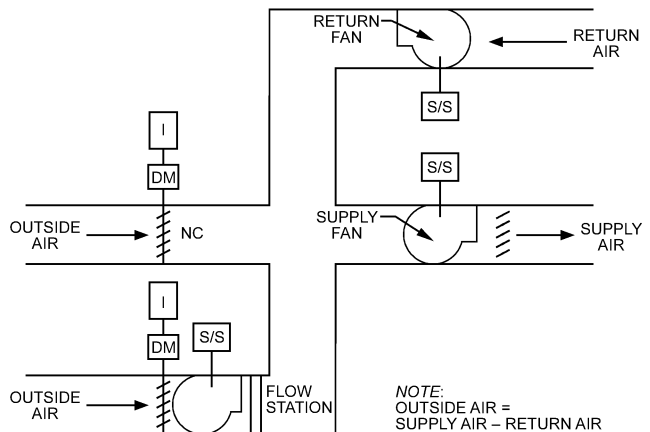 RETURN
FAN
RETURN
AIR
S/S
I
DM
S/S
OUTSIDE
AIR
NC
SUPPLY
FAN
SUPPLY
AIR
I
DM
S/S
OUTSIDE
AIR
FLOW
STATION
NOTE:
OUTSIDE AIR =
SUPPLY AIR – RETURN AIR